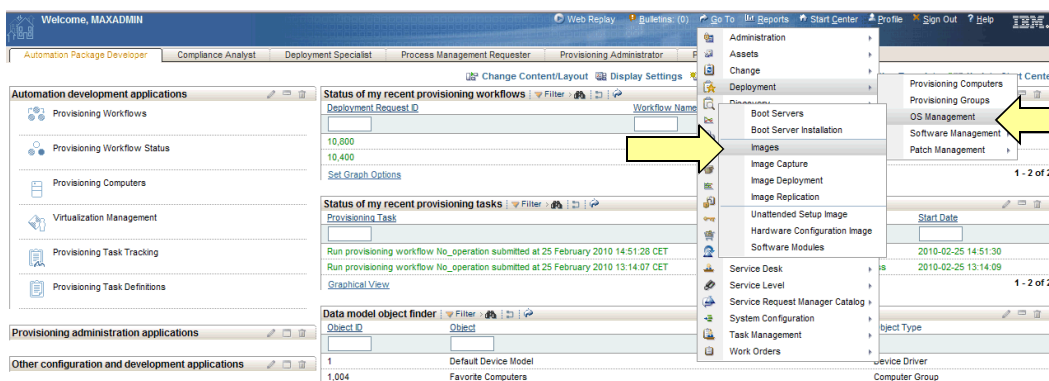 Welcome, MAXADMIN
Web Replay Bulletins: (0) Go To Reports Start Center Profile Sign Out Help IBM.
Automation Package Developer Compliance Analyst Deployment Specialist Process Management Requester Provisioning Administrator
Change Content/Layout Display Settings
t Cente
Automation development applications
Provisioning Workflows
Provisioning Workflow Status
Provisioning Computers
Virtualization Management
Provisioning Task Tracking
Provisioning Task Definitions
Provisioning administration applications
Other configuration and development applications
Status of my recent provisioning workflows Filter
Deployment Request ID Workflow Name
10,800
10,400
Set Graph Options
1 - 2 of 2
Status of my recent provisioning tasks Filter
Provisioning Task Start Date
Run provisioning workflow No_operation submitted at 25 February 2010 14:51:28 CET 2010-02-25 14:51:30
Run provisioning workflow No_operation submitted at 25 February 2010 13:14:07 CET ss 2010-02-25 13:14:09
Graphical View
1 - 2 of 2
Data model object finder Filter
Object ID Object bject Type
1 Default Device Model Device Driver
1,004 Favorite Computers Computer Group
Administration
Assets
Change
Deployment
Service Desk
Service Level
Service Request Manager Catalog
System Configuration
Task Management
Work Orders
Provisioning Computers
Provisioning Groups
OS Management
Software Management
Patch Management
Boot Servers
Boot Server Installation
Images
Image Capture
Image Deployment
Image Replication
Unattended Setup Image
Hardware Configuration Image
Software Modules